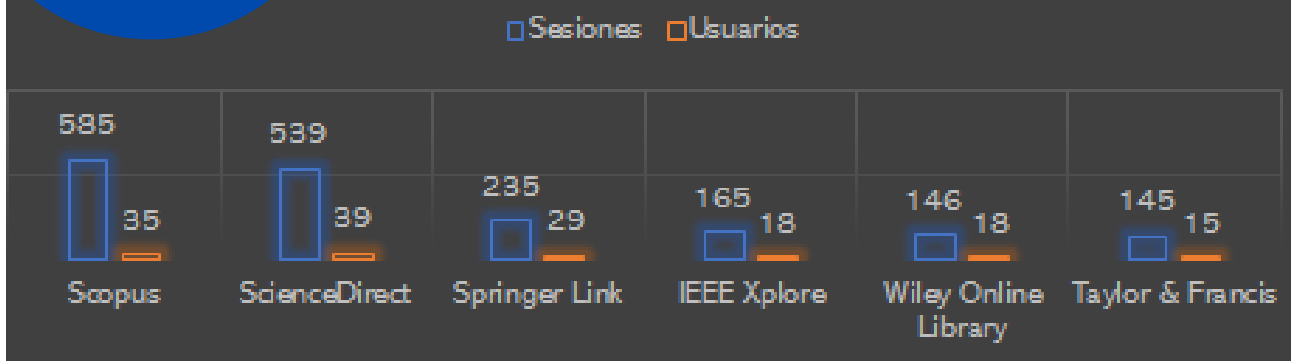 Sesiones Usuarios
585 539
235
165 146 145
35 39 29 18 18 15
Scopus ScienceDirect Springer Link IEEE Xplore Wiley Online Taylor & Francis
Library